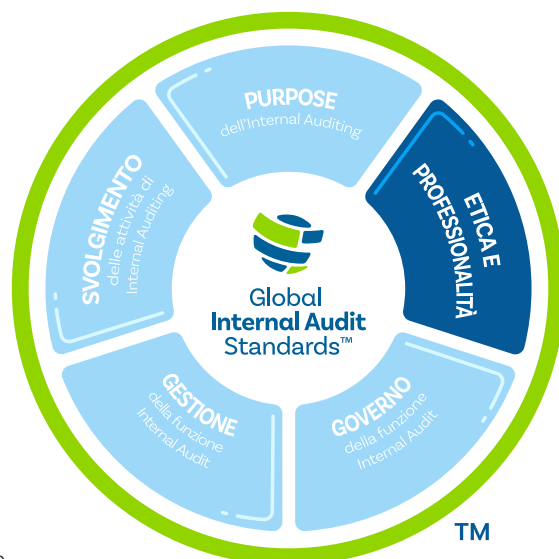 PURPOSE
dell'Internal Auditing
ETICA E
PROFESSIONALITÀ
GOVERNO
della funzione
Internal Audit
GESTIONE
della funzione
Internal Audit
SVOLGIMENTO
delle attività di
Internal Auditing
Global
Internal Audit
Standards™
TM